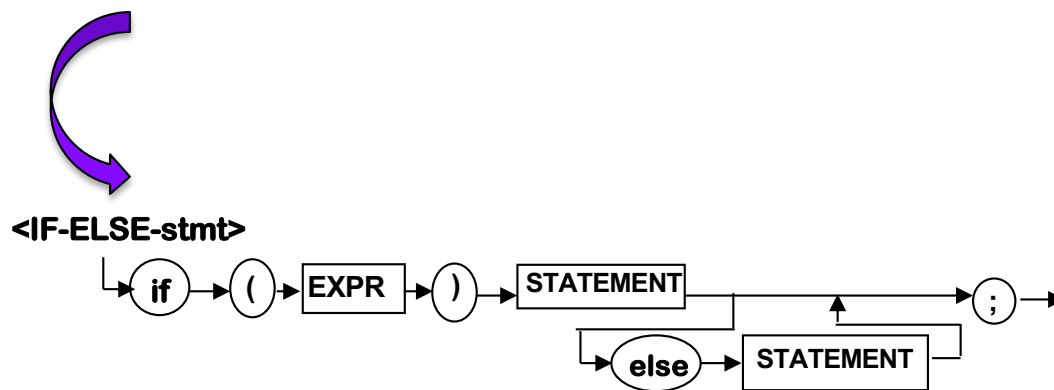 <IF-ELSE-stmt>
if ( EXPR ) STATEMENT ;
else STATEMENT